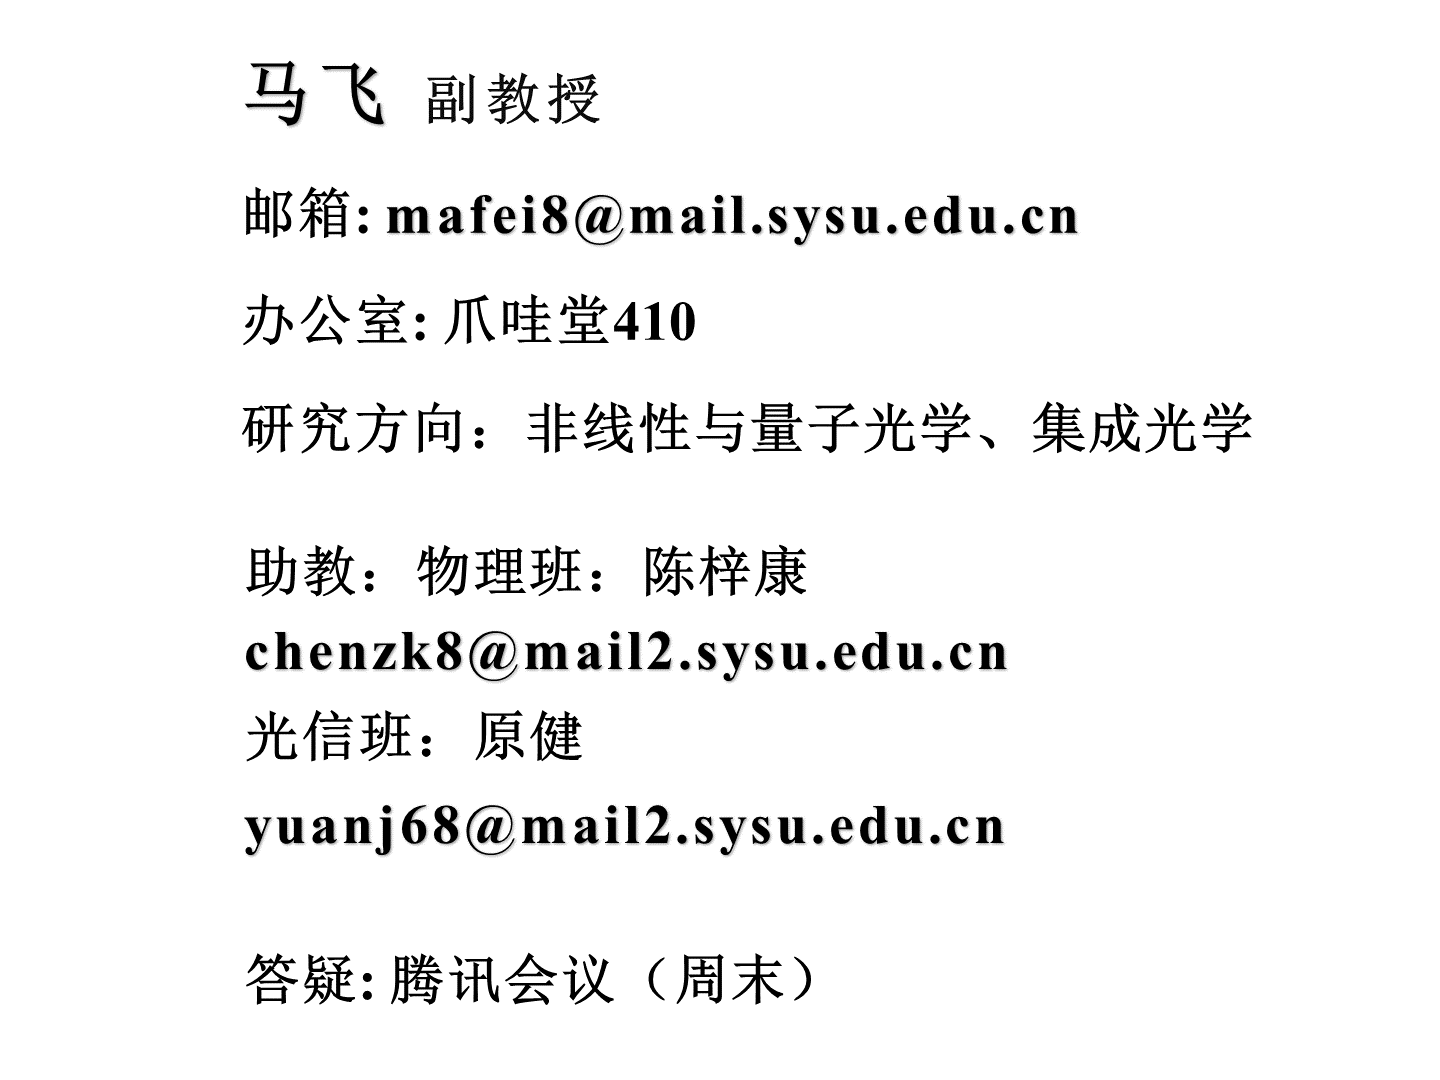 马飞 副教授
邮箱: mafei8@mail.sysu.edu.cn
办公室: 爪哇堂410
研究方向：非线性与量子光学、集成光学
助教：物理班：陈梓康
chenzk8@mail2.sysu.edu.cn
光信班：原健
yuanj68@mail2.sysu.edu.cn
答疑: 腾讯会议（周末）